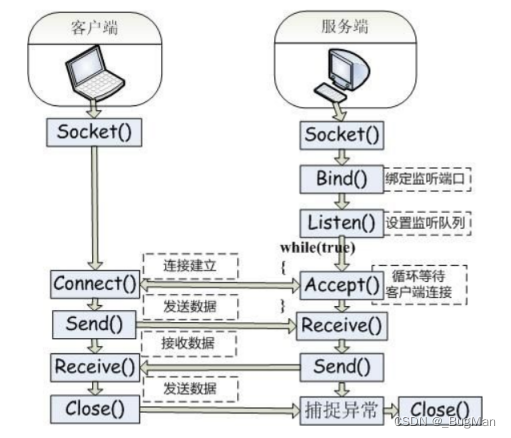 客户端
服务端
Socket()
Socket()
Bind()
绑定监听端口
Listen()
设置监听队列
while(true)
{
连接建立
Connect()
Accept()
循环等待
客户端连接
}
发送数据
Send()
Receive()
接收数据
Receive()
Send()
发送数据
Close()
捕捉异常
Close()
CSDN @_BugMan